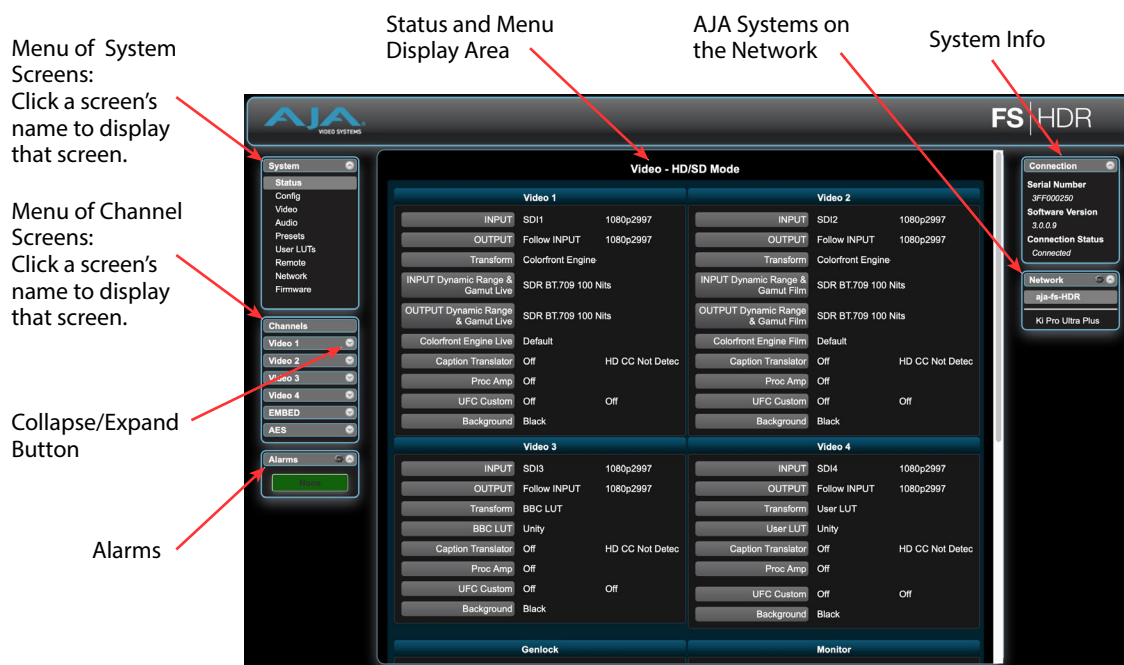 Status and Menu
Display Area
AJA Systems on
the Network
System Info
Menu of System
Screens:
Click a screen's
name to display
that screen.
Menu of Channel
Screens:
Click a screen's
name to display
that screen.
Collapse/Expand
Button
Alarms
AJA
VIDEO SYSTEMS
FS|HDR
System
Status
Config
Video
Audio
Presets
User LUTs
Remote
Network
Firmware
Channels
Video 1
Video 2
Video 3
Video 4
EMBED
AES
Alarms
None
Video - HD/SD Mode
Video 1
INPUT SDI1 1080p2997
OUTPUT Follow INPUT 1080p2997
Transform Colorfront Engine
INPUT Dynamic Range &
Gamut Live
SDR BT.709 100 Nits
OUTPUT Dynamic Range
& Gamut Live
SDR BT.709 100 Nits
Colorfront Engine Live Default
Caption Translator Off HD CC Not Detec
Proc Amp Off
UFC Custom Off Off
Background Black
Video 2
INPUT SDI2 1080p2997
OUTPUT Follow INPUT 1080p2997
Transform Colorfront Engine
INPUT Dynamic Range &
Gamut Film
SDR BT.709 100 Nits
OUTPUT Dynamic Range
& Gamut Film
SDR BT.709 100 Nits
Colorfront Engine Film Default
Caption Translator Off HD CC Not Detec
Proc Amp Off
UFC Custom Off Off
Background Black
Video 3
INPUT SDI3 1080p2997
OUTPUT Follow INPUT 1080p2997
Transform BBC LUT
BBC LUT Unity
Caption Translator Off HD CC Not Detec
Proc Amp Off
UFC Custom Off Off
Background Black
Video 4
INPUT SDI4 1080p2997
OUTPUT Follow INPUT 1080p2997
Transform User LUT
User LUT Unity
Caption Translator Off HD CC Not Detec
Proc Amp Off
UFC Custom Off Off
Background Black
Genlock
Monitor
Connection
Serial Number
3FF000250
Software Version
3.0.0.9
Connection Status
Connected
Network
aja-fs-HDR
Ki Pro Ultra Plus